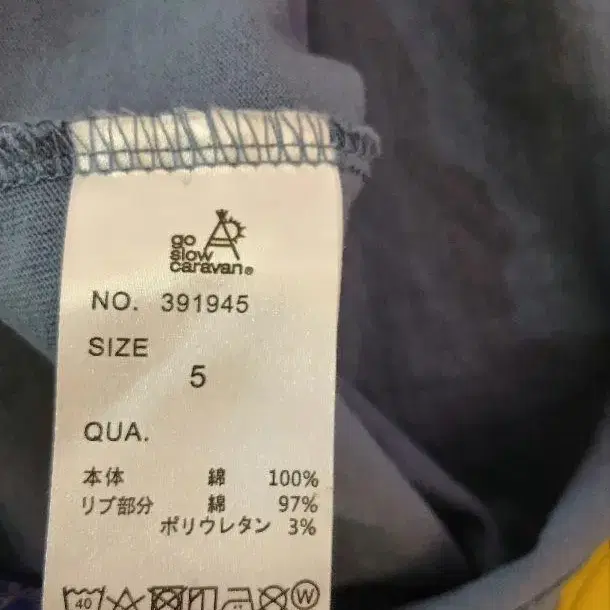 go
slow
caravan®
NO. 391945
SIZE
5
QUA.
本体 綿 100%
リブ部分 綿 97%
ポリウレタン 3%
40 W